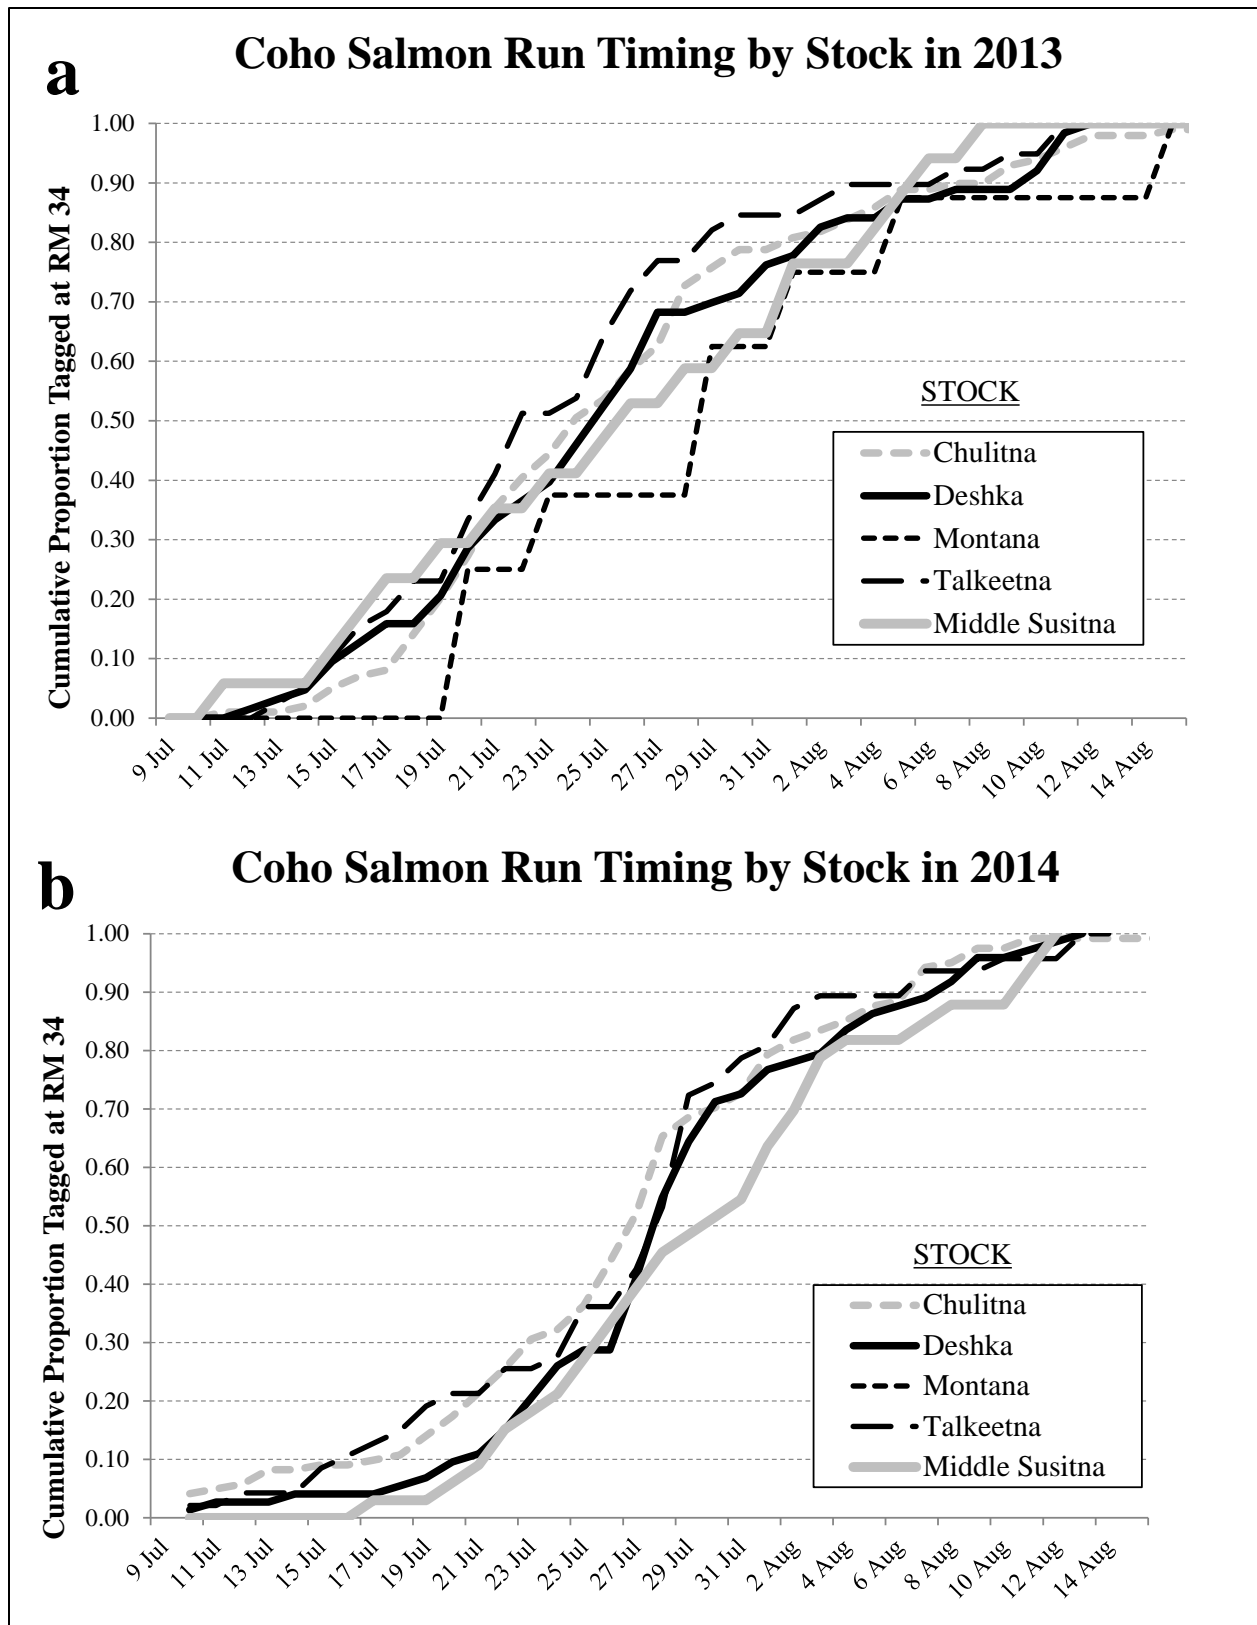 a
Coho Salmon Run Timing by Stock in 2013
Cumulative Proportion Tagged at RM 34
1.00
0.90
0.80
0.70
0.60
0.50
0.40
0.30
0.20
0.10
0.00
STOCK
Chulitna
Deshka
Montana
Talkeetna
Middle Susitna
9 Jul
11 Jul
13 Jul
15 Jul
17 Jul
19 Jul
21 Jul
23 Jul
25 Jul
27 Jul
29 Jul
31 Jul
2 Aug
4 Aug
6 Aug
8 Aug
10 Aug
12 Aug
14 Aug
b
Coho Salmon Run Timing by Stock in 2014
Cumulative Proportion Tagged at RM 34
1.00
0.90
0.80
0.70
0.60
0.50
0.40
0.30
0.20
0.10
0.00
STOCK
Chulitna
Deshka
Montana
Talkeetna
Middle Susitna
9 Jul
11 Jul
13 Jul
15 Jul
17 Jul
19 Jul
21 Jul
23 Jul
25 Jul
27 Jul
29 Jul
31 Jul
2 Aug
4 Aug
6 Aug
8 Aug
10 Aug
12 Aug
14 Aug